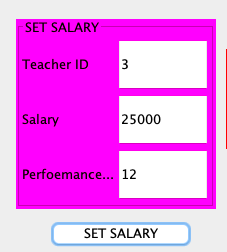 SET SALARY
Teacher ID 3
Salary 25000
Perfoemance... 12
SET SALARY